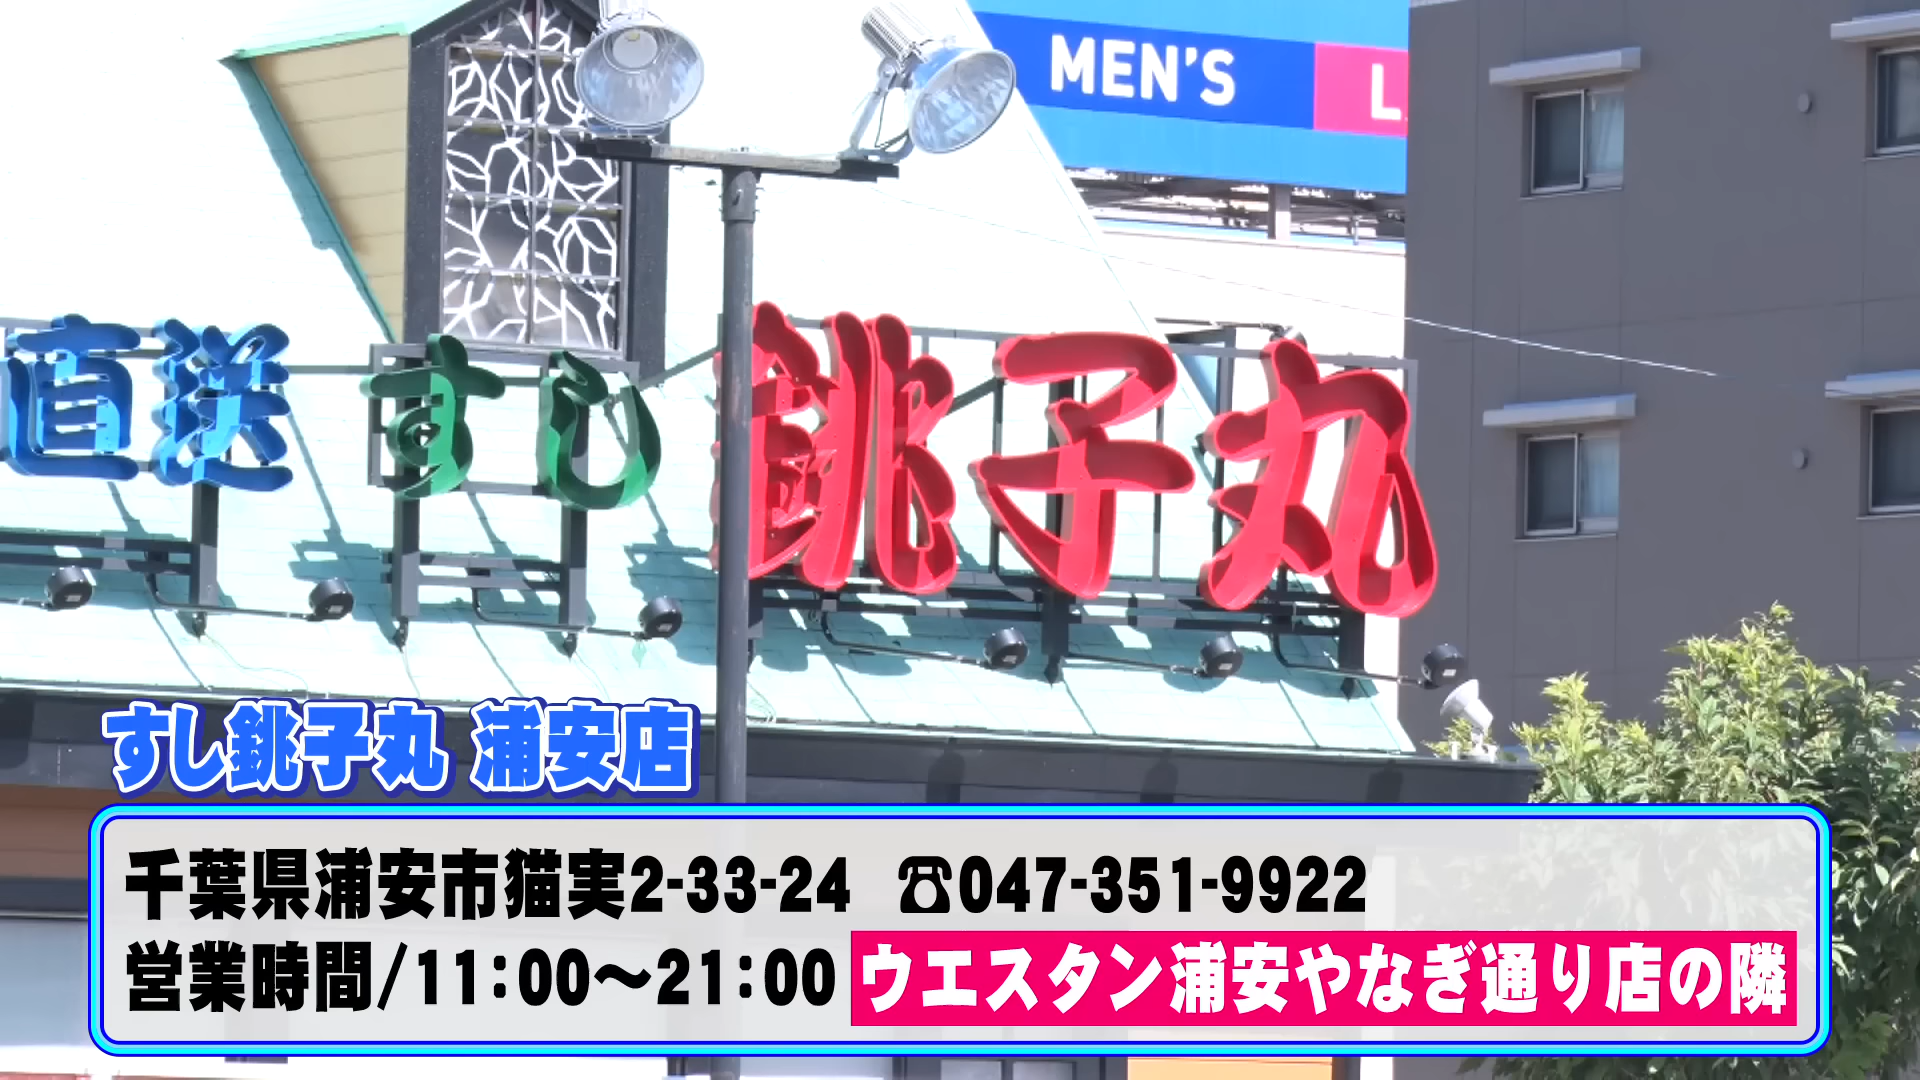 MEN'S L
直送 すし 銚子丸
すし銚子丸 浦安店
千葉県浦安市猫実2-33-24 ☎047-351-9922
営業時間/11:00〜21:00 ウエスタン浦安やなぎ通り店の隣